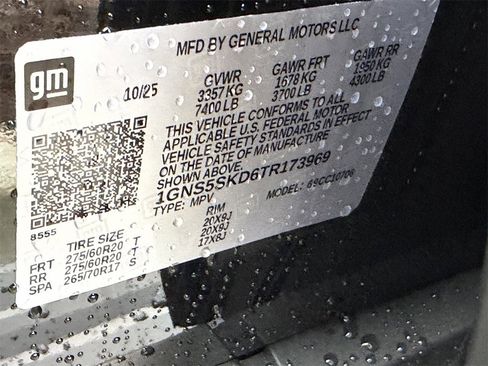 gm
MFD BY GENERAL MOTORS LLC
10/25
GVWR GAWR FRT GAWR RR
3357 KG 1678 KG 1950 KG
7400 LB 3700 LB 4300 LB
THIS VEHICLE CONFORMS TO ALL
APPLICABLE U.S. FEDERAL MOTOR
VEHICLE SAFETY STANDARDS IN EFFECT
ON THE DATE OF MANUFACTURE
SHOWN ABOVE.
1GNS5SKD6TR173969
TYPE: MPV MODEL:
8555
TIRE SIZE RIM
FRT 275/60R20 T 20X9J
RR 275/60R20 T 20X9J
SPA 265/70R17 S 17X8J